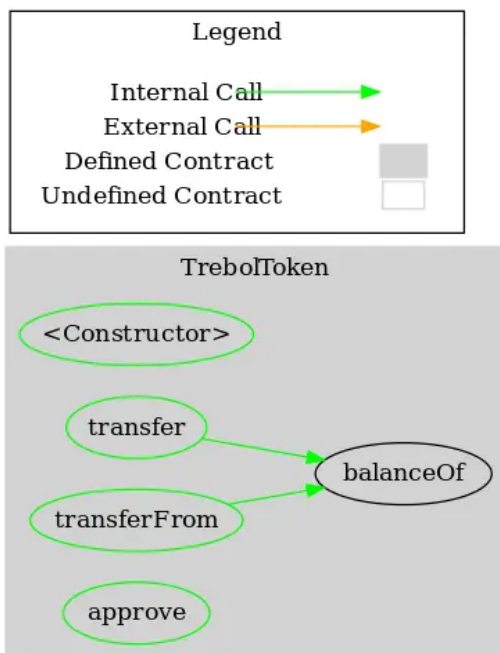 Legend
Internal Call
External Call
Defined Contract
Undefined Contract
TrebolToken
<Constructor>
transfer
balanceOf
transferFrom
approve